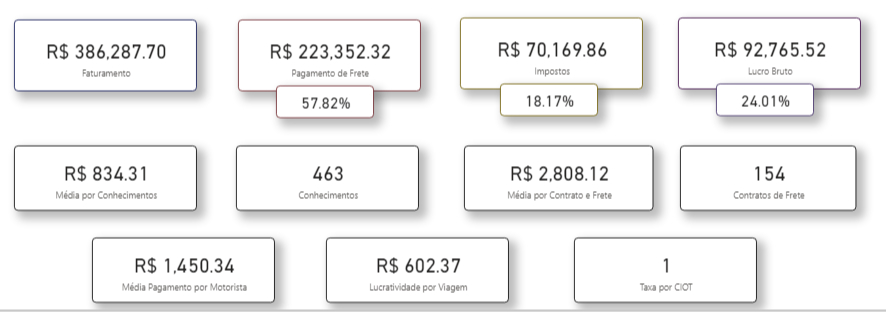 R$ 386,287.70
Faturamento
R$ 223,352.32
Pagamento de Frete
57.82%
R$ 70,169.86
Impostos
18.17%
R$ 92,765.52
Lucro Bruto
24.01%
R$ 834.31
Média por Conhecimentos
463
Conhecimentos
R$ 2,808.12
Média por Contrato e Frete
154
Contratos de Frete
R$ 1,450.34
Média Pagamento por Motorista
R$ 602.37
Lucratividade por Viagem
1
Taxa por CIOT